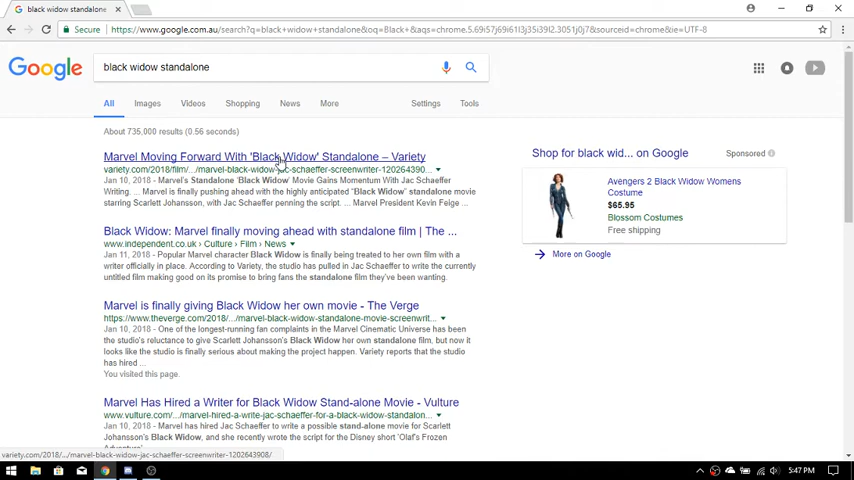 black widow standalone
Secure
https://www.google.com.au/search?q=black+widow+standalone&oq=Black+&aqs=chrome.5.69i57j69i61l3j0l2.3051j0j7&sourceid=chrome&ie=UTF-8
Google
black widow standalone
All Images Videos Shopping News More Settings Tools
About 735,000 results (0.56 seconds)
Marvel Moving Forward With 'Black Widow' Standalone – Variety
variety.com/2018/film/.../marvel-black-widow-jac-schaeffer-screenwriter-120264390...
Jan 10, 2018 - Marvel's Standalone 'Black Widow' Movie Gains Momentum With Jac Schaeffer
Writing. ... Marvel is finally pushing ahead with the highly anticipated "Black Widow" standalone movie
starring Scarlett Johansson, with Jac Schaeffer penning the script. ... Marvel President Kevin Feige ...
Black Widow: Marvel finally moving ahead with standalone film | The ...
www.independent.co.uk › Culture › Film › News
Jan 11, 2018 - Popular Marvel character Black Widow is finally being treated to her own film with a
writer officially in place. According to Variety, the studio has pulled in Jac Schaeffer to write the currently
untitled film making good on its promise to bring fans the standalone film they've been wanting.
Marvel is finally giving Black Widow her own movie - The Verge
https://www.theverge.com/2018/.../marvel-black-widow-standalone-movie-screenwrit...
Jan 10, 2018 - One of the longest-running fan complaints in the Marvel Cinematic Universe has been
the studio's reluctance to give Scarlett Johansson's Black Widow her own standalone film, but now it
looks like the studio is finally serious about making the project happen. Variety reports that the studio
has hired ...
You visited this page.
Marvel Has Hired a Writer for Black Widow Stand-alone Movie - Vulture
www.vulture.com/.../marvel-hired-a-write-jac-schaeffer-for-a-black-widow-standalon...
Jan 10, 2018 - Marvel has hired Jac Schaeffer to write a possible stand-alone movie for Scarlett
Johansson's Black Widow, and she recently wrote the script for the Disney short 'Olaf's Frozen
Shop for black wid... on Google
Sponsored
Avengers 2 Black Widow Womens
Costume
$65.95
Blossom Costumes
Free shipping
More on Google
variety.com/2018/.../marvel-black-widow-jac-schaeffer-screenwriter-1202643908/
5:47 PM